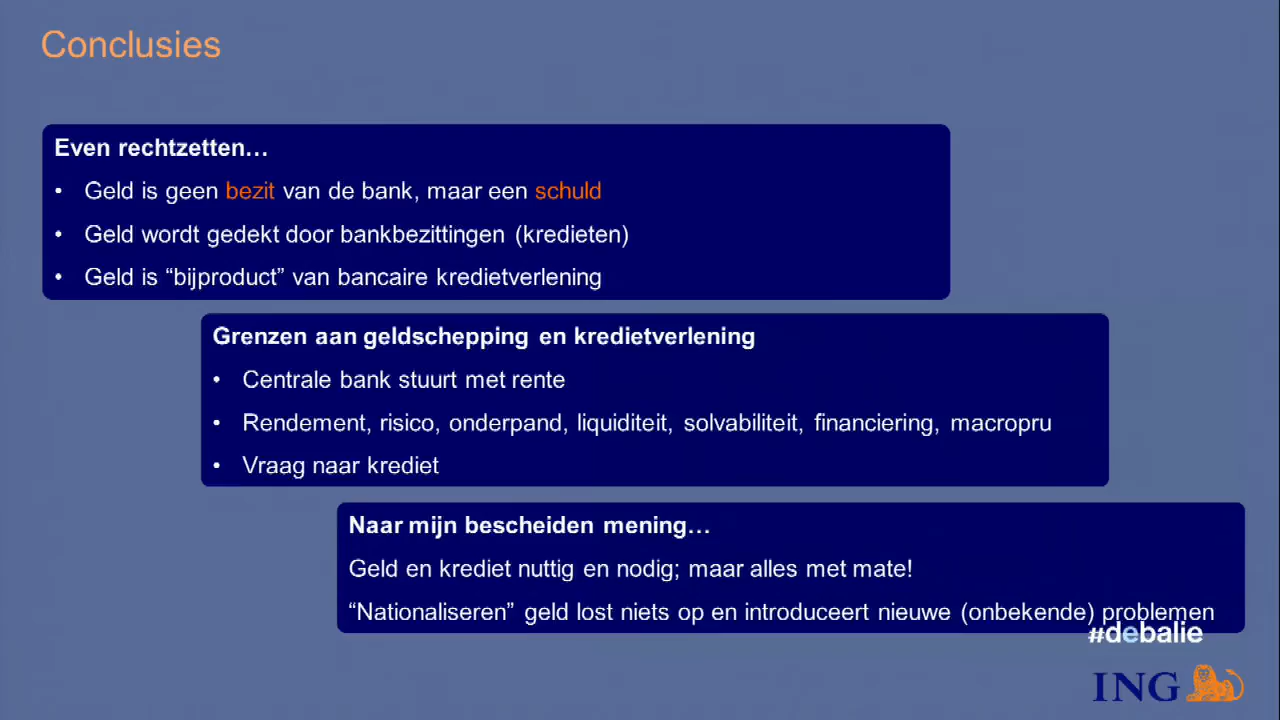 Conclusies
Even rechtzetten…
• Geld is geen bezit van de bank, maar een schuld
• Geld wordt gedekt door bankbezittingen (kredieten)
• Geld is “bijproduct” van bancaire kredietverlening
Grenzen aan geldschepping en kredietverlening
• Centrale bank stuurt met rente
• Rendement, risico, onderpand, liquiditeit, solvabiliteit, financiering, macropru
• Vraag naar krediet
Naar mijn bescheiden mening…
Geld en krediet nuttig en nodig; maar alles met mate!
“Nationaliseren” geld lost niets op en introduceert nieuwe (onbekende) problemen
#debalie
ING